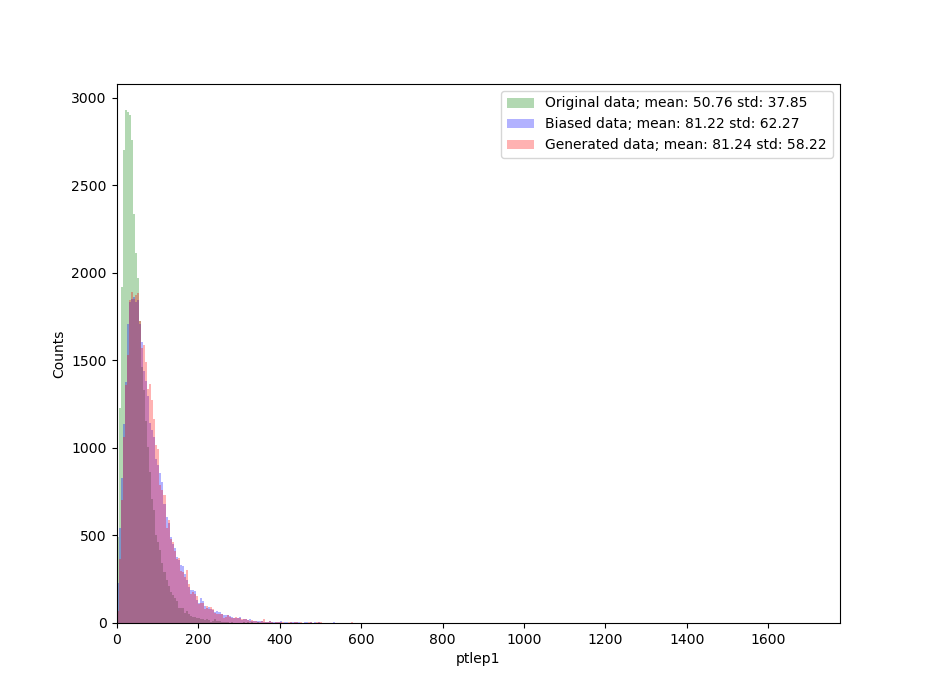 Original data; mean: 50.76 std: 37.85
Biased data; mean: 81.22 std: 62.27
Generated data; mean: 81.24 std: 58.22
3000
2500
2000
1500
1000
500
0
Counts
0 200 400 600 800 1000 1200 1400 1600
ptlep1